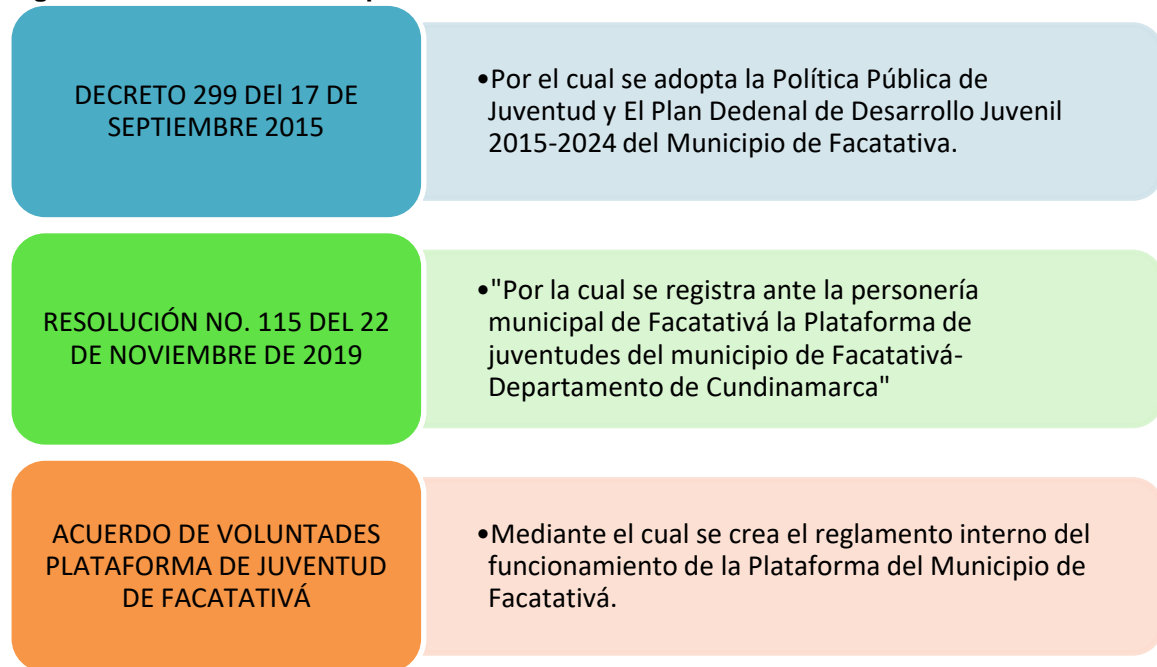 DECRETO 299 DEl 17 DE
SEPTIEMBRE 2015
•Por el cual se adopta la Política Pública de
Juventud y El Plan Dedenal de Desarrollo Juvenil
2015-2024 del Municipio de Facatativa.
RESOLUCIÓN NO. 115 DEL 22
DE NOVIEMBRE DE 2019
•"Por la cual se registra ante la personería
municipal de Facatativá la Plataforma de
juventudes del municipio de Facatativá-
Departamento de Cundinamarca"
ACUERDO DE VOLUNTADES
PLATAFORMA DE JUVENTUD
DE FACATATIVÁ
•Mediante el cual se crea el reglamento interno del
funcionamiento de la Plataforma del Municipio de
Facatativá.